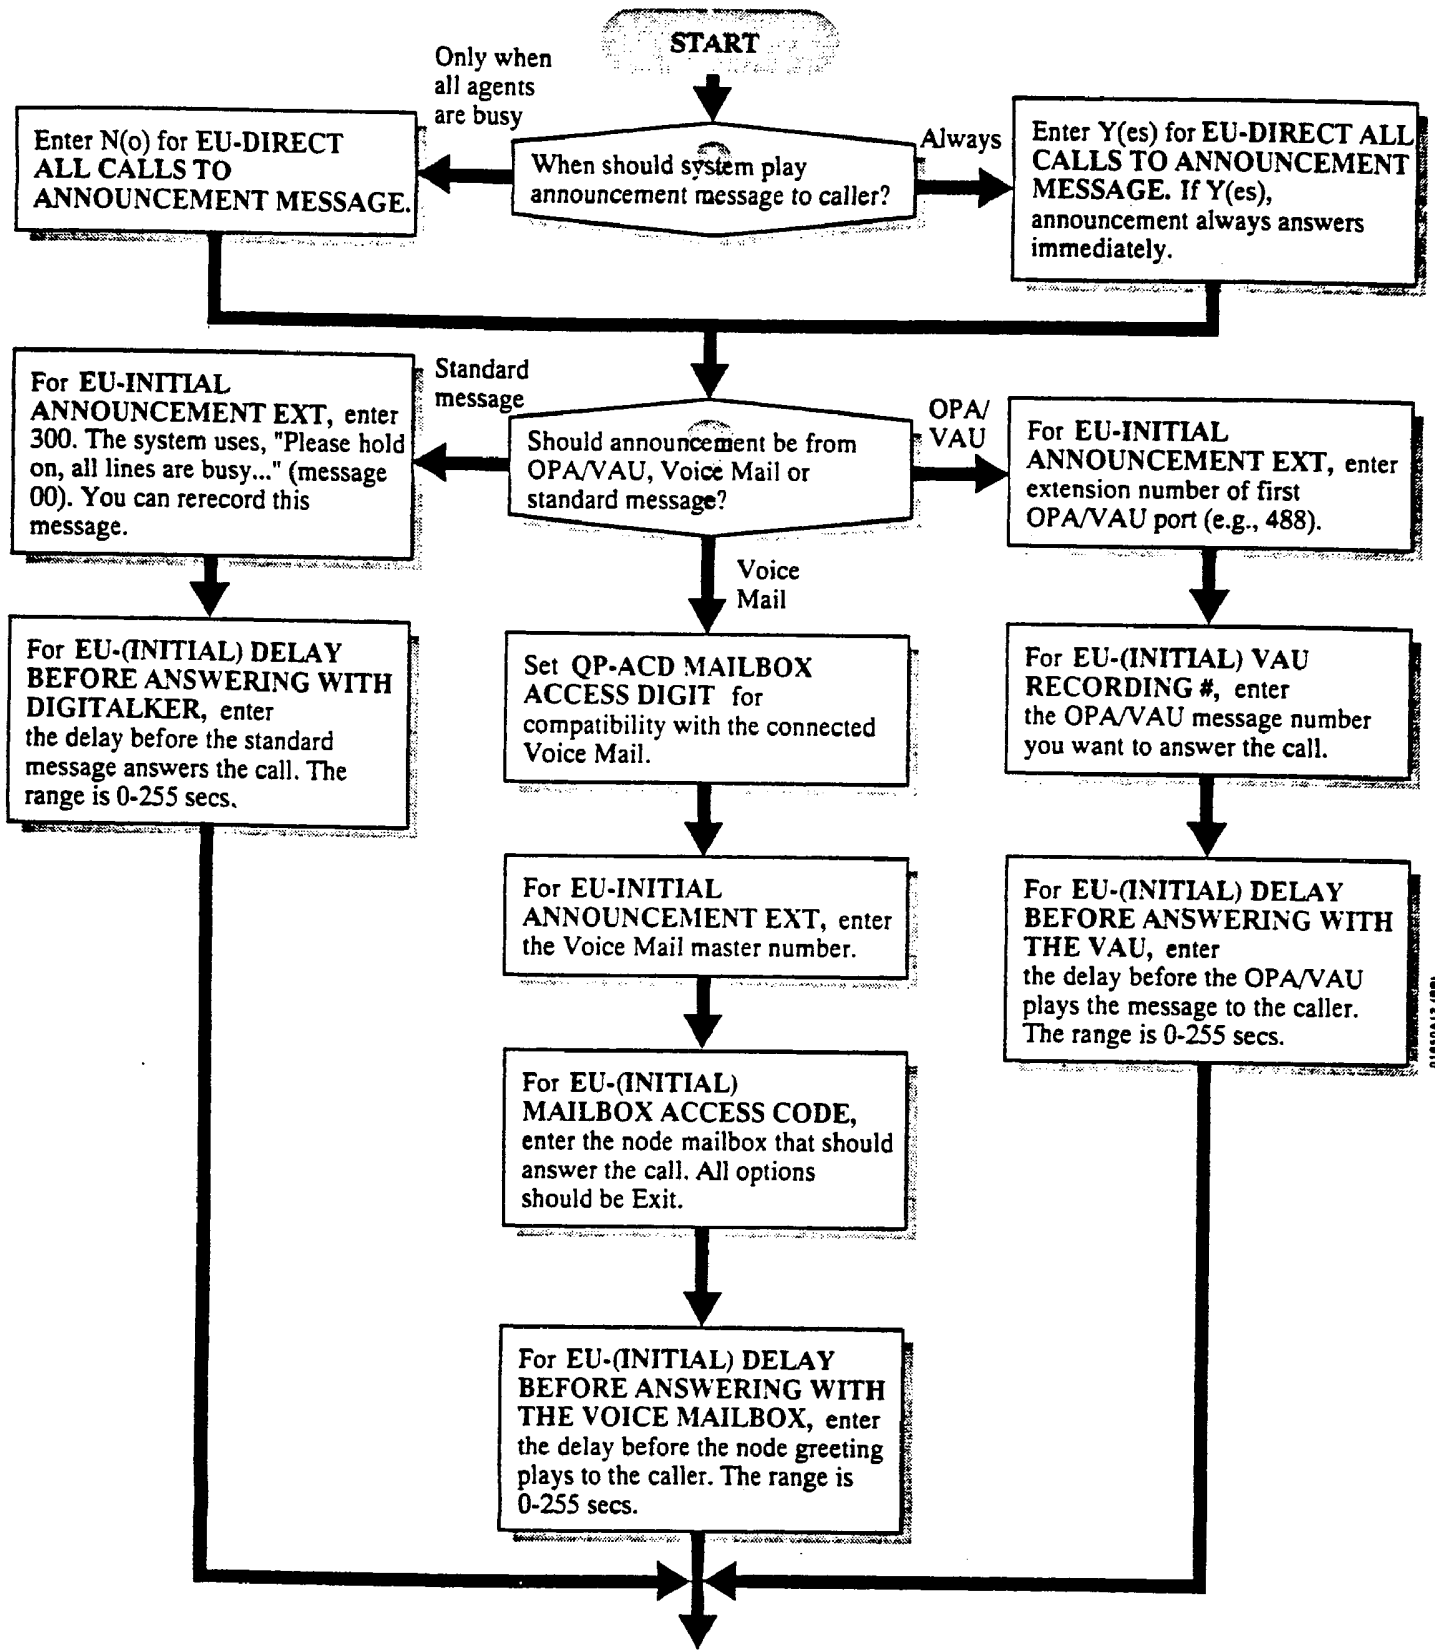 START
Only when
all agents
are busy
Enter N(o) for EU-DIRECT
ALL CALLS TO
ANNOUNCEMENT MESSAGE.
When should system play
announcement message to caller?
Always
Enter Y(es) for EU-DIRECT ALL
CALLS TO ANNOUNCEMENT
MESSAGE. If Y(es),
announcement always answers
immediately.
For EU-INITIAL
ANNOUNCEMENT EXT, enter
300. The system uses, "Please hold
on, all lines are busy..." (message
00). You can rerecord this
message.
Standard
message
Should announcement be from
OPA/VAU, Voice Mail or
standard message?
OPA/
VAU
For EU-INITIAL
ANNOUNCEMENT EXT, enter
extension number of first
OPA/VAU port (e.g., 488).
Voice
Mail
For EU-(INITIAL) DELAY
BEFORE ANSWERING WITH
DIGITALKER, enter
the delay before the standard
message answers the call. The
range is 0-255 secs.
Set QP-ACD MAILBOX
ACCESS DIGIT for
compatibility with the connected
Voice Mail.
For EU-(INITIAL) VAU
RECORDING #, enter
the OPA/VAU message number
you want to answer the call.
For EU-INITIAL
ANNOUNCEMENT EXT, enter
the Voice Mail master number.
For EU-(INITIAL) DELAY
BEFORE ANSWERING WITH
THE VAU, enter
the delay before the OPA/VAU
plays the message to the caller.
The range is 0-255 secs.
For EU-(INITIAL)
MAILBOX ACCESS CODE,
enter the node mailbox that should
answer the call. All options
should be Exit.
For EU-(INITIAL) DELAY
BEFORE ANSWERING WITH
THE VOICE MAILBOX, enter
the delay before the node greeting
plays to the caller. The range is
0-255 secs.